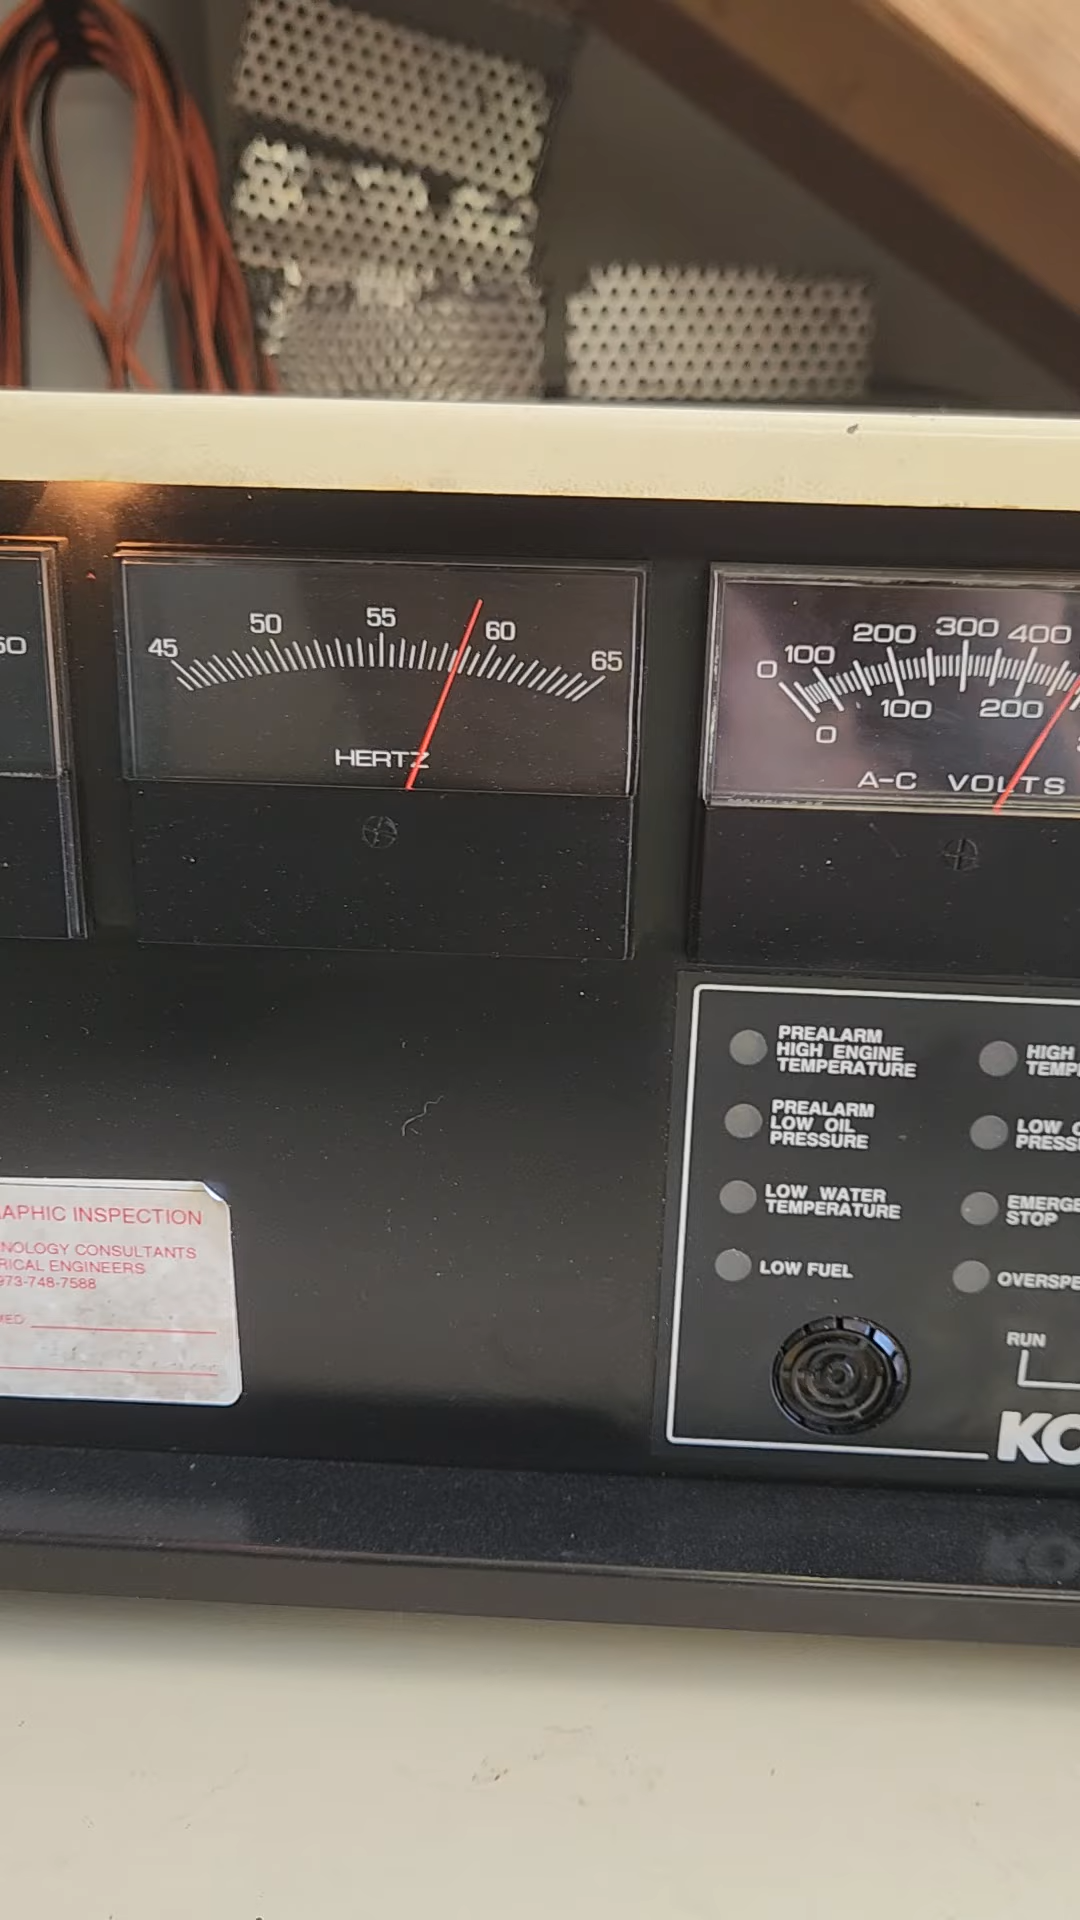 50
45 50 55 60 65
HERTZ
0 100 200 300 400
0 100 200
A-C VOLTS
PREALARM
HIGH ENGINE
TEMPERATURE
PREALARM
LOW OIL
PRESSURE
LOW WATER
TEMPERATURE
LOW FUEL
HIGH
TEMP
LOW
PRESS
EMERGE
STOP
OVERSPE
RUN
KO
APHIC INSPECTION
NOLOGY CONSULTANTS
RICAL ENGINEERS
973-748-7588